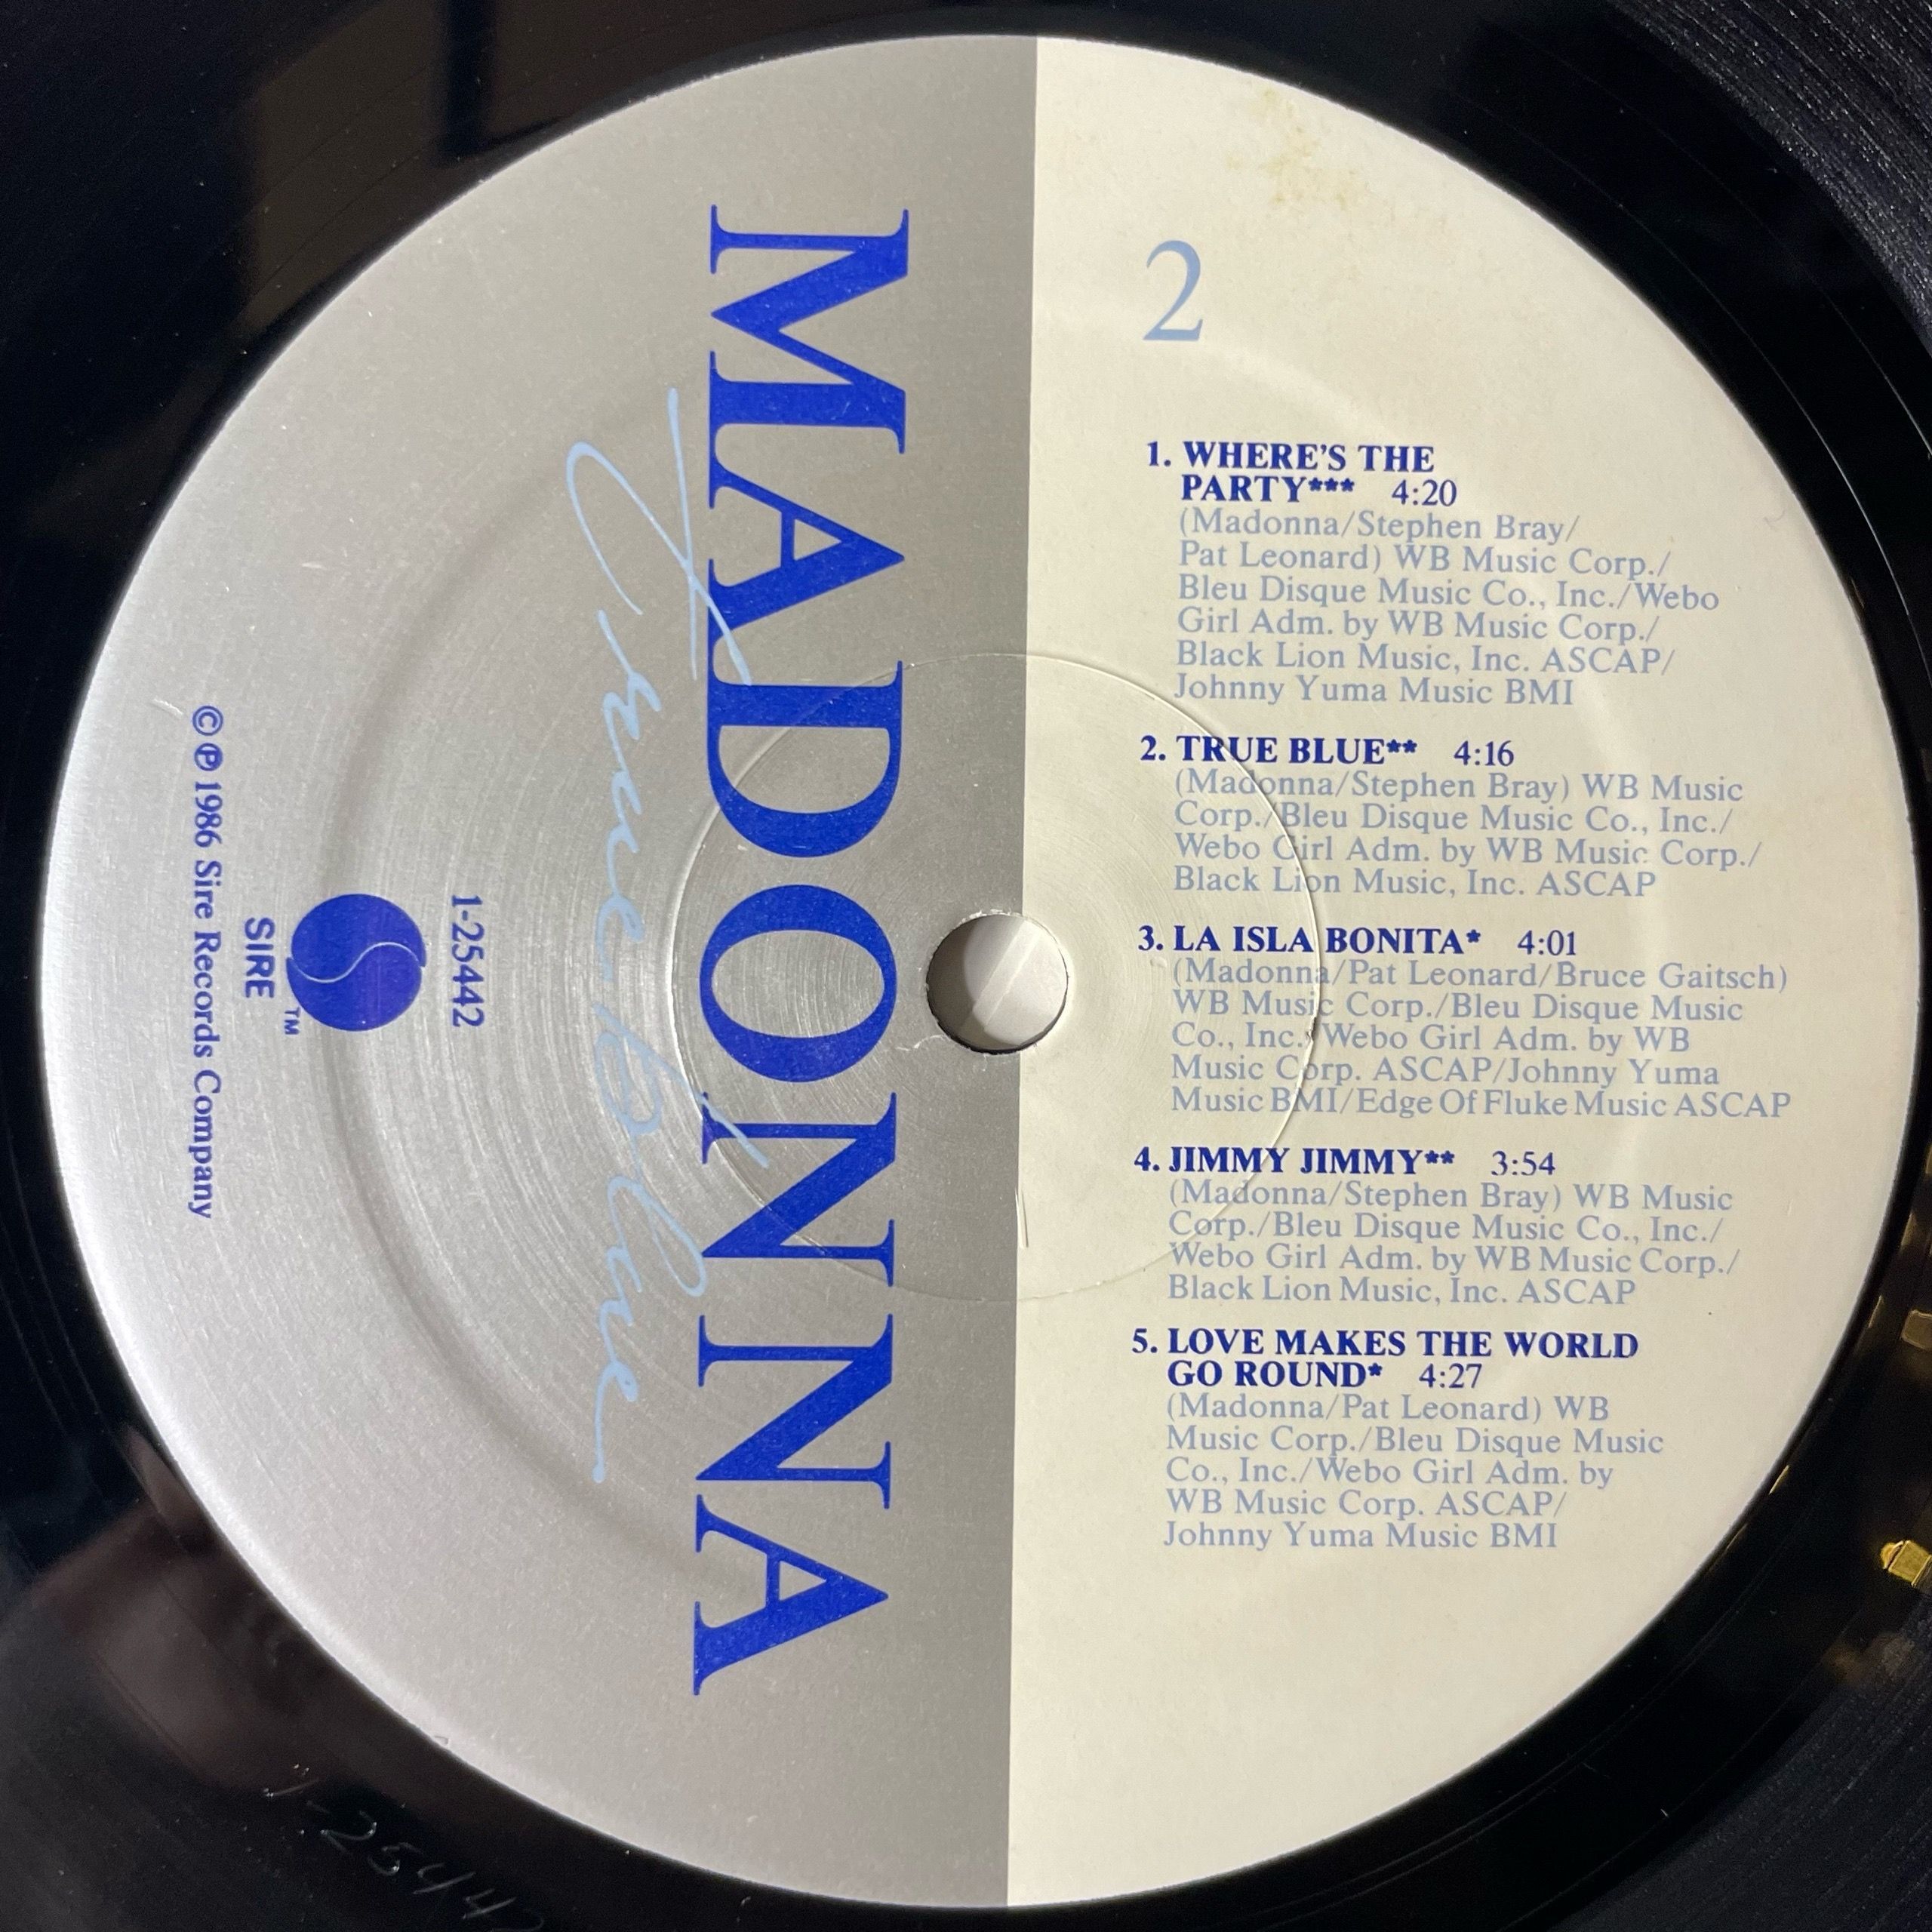 MADONNA
True Blue
1-25442
SIRE
TM
© ℗ 1986 Sire Records Company
2
1. WHERE'S THE
PARTY*** 4:20
(Madonna/Stephen Bray/
Pat Leonard) WB Music Corp./
Bleu Disque Music Co., Inc./Webo
Girl Adm. by WB Music Corp./
Black Lion Music, Inc. ASCAP/
Johnny Yuma Music BMI
2. TRUE BLUE** 4:16
(Madonna/Stephen Bray) WB Music
Corp./Bleu Disque Music Co., Inc./
Webo Girl Adm. by WB Music Corp./
Black Lion Music, Inc. ASCAP
3. LA ISLA BONITA* 4:01
(Madonna/Pat Leonard/Bruce Gaitsch)
WB Music Corp./Bleu Disque Music
Co., Inc./Webo Girl Adm. by WB
Music Corp. ASCAP/Johnny Yuma
Music BMI/Edge Of Fluke Music ASCAP
4. JIMMY JIMMY** 3:54
(Madonna/Stephen Bray) WB Music
Corp./Bleu Disque Music Co., Inc./
Webo Girl Adm. by WB Music Corp./
Black Lion Music, Inc. ASCAP
5. LOVE MAKES THE WORLD
GO ROUND* 4:27
(Madonna/Pat Leonard) WB
Music Corp./Bleu Disque Music
Co., Inc./Webo Girl Adm. by
WB Music Corp. ASCAP/
Johnny Yuma Music BMI